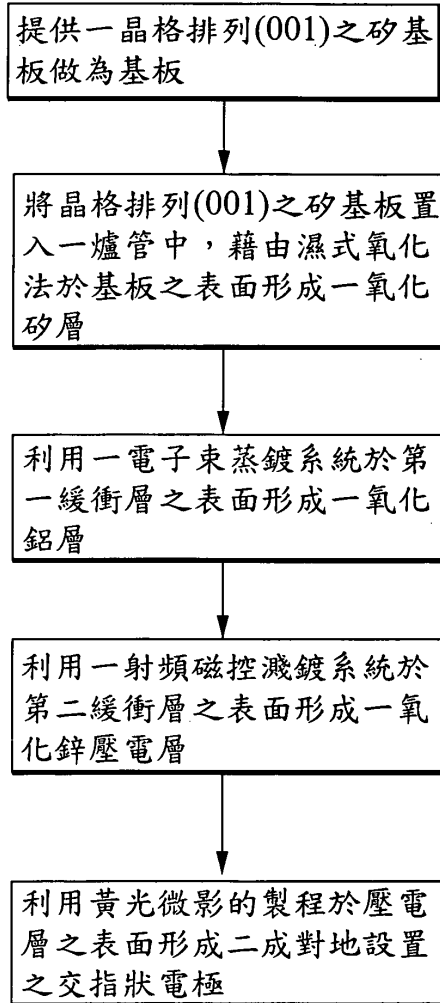 提供一晶格排列(001)之矽基
板做為基板
將晶格排列(001)之矽基板置
入一爐管中，藉由濕式氧化
法於基板之表面形成一氧化
矽層
利用一電子束蒸鍍系統於第
一緩衝層之表面形成一氧化
鋁層
利用一射頻磁控濺鍍系統於
第二緩衝層之表面形成一氧
化鋅壓電層
利用黃光微影的製程於壓電
層之表面形成二成對地設置
之交指狀電極